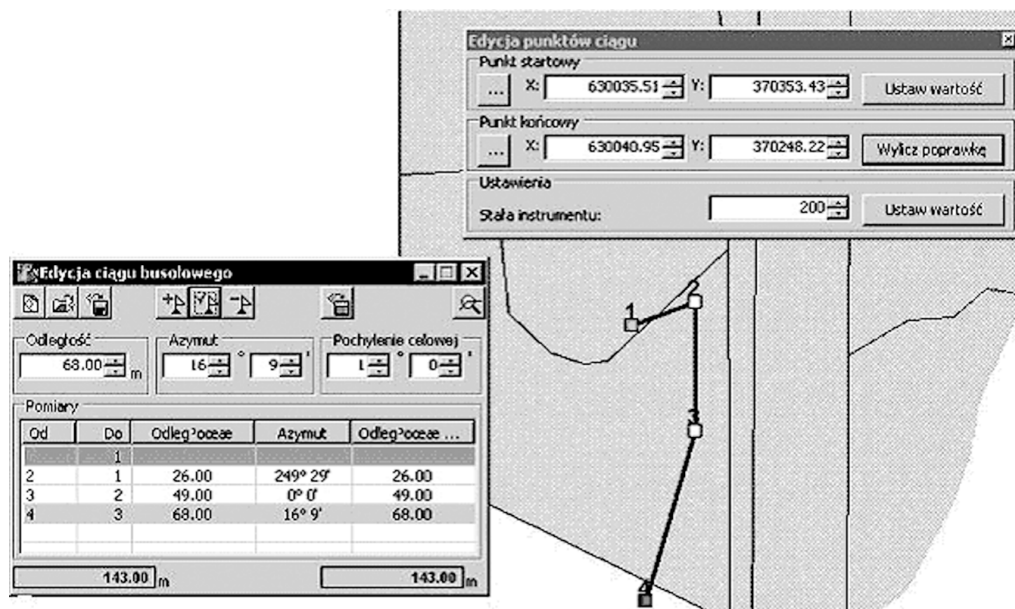 Edycja punktów ciągu
Punkt startowy
... X: 630035.51 Y: 370353.43 Ustaw wartość
Punkt końcowy
... X: 630040.95 Y: 370248.22 Wylicz poprawkę
Ustawienia
Stała instrumentu: 200 Ustaw wartość
Edycja ciągu busolowego
Odległość Azymut Pochylenie celowej
68.00 m 16 ° 9 ' 1 ° 0 '
Pomiary
Od Do Odleg³oœæ Azymut Odleg³oœæ ...
1
2 1 26.00 249° 29' 26.00
3 2 49.00 0° 0' 49.00
4 3 68.00 16° 9' 68.00
143.00 m 143.00 m
1
2
3
4